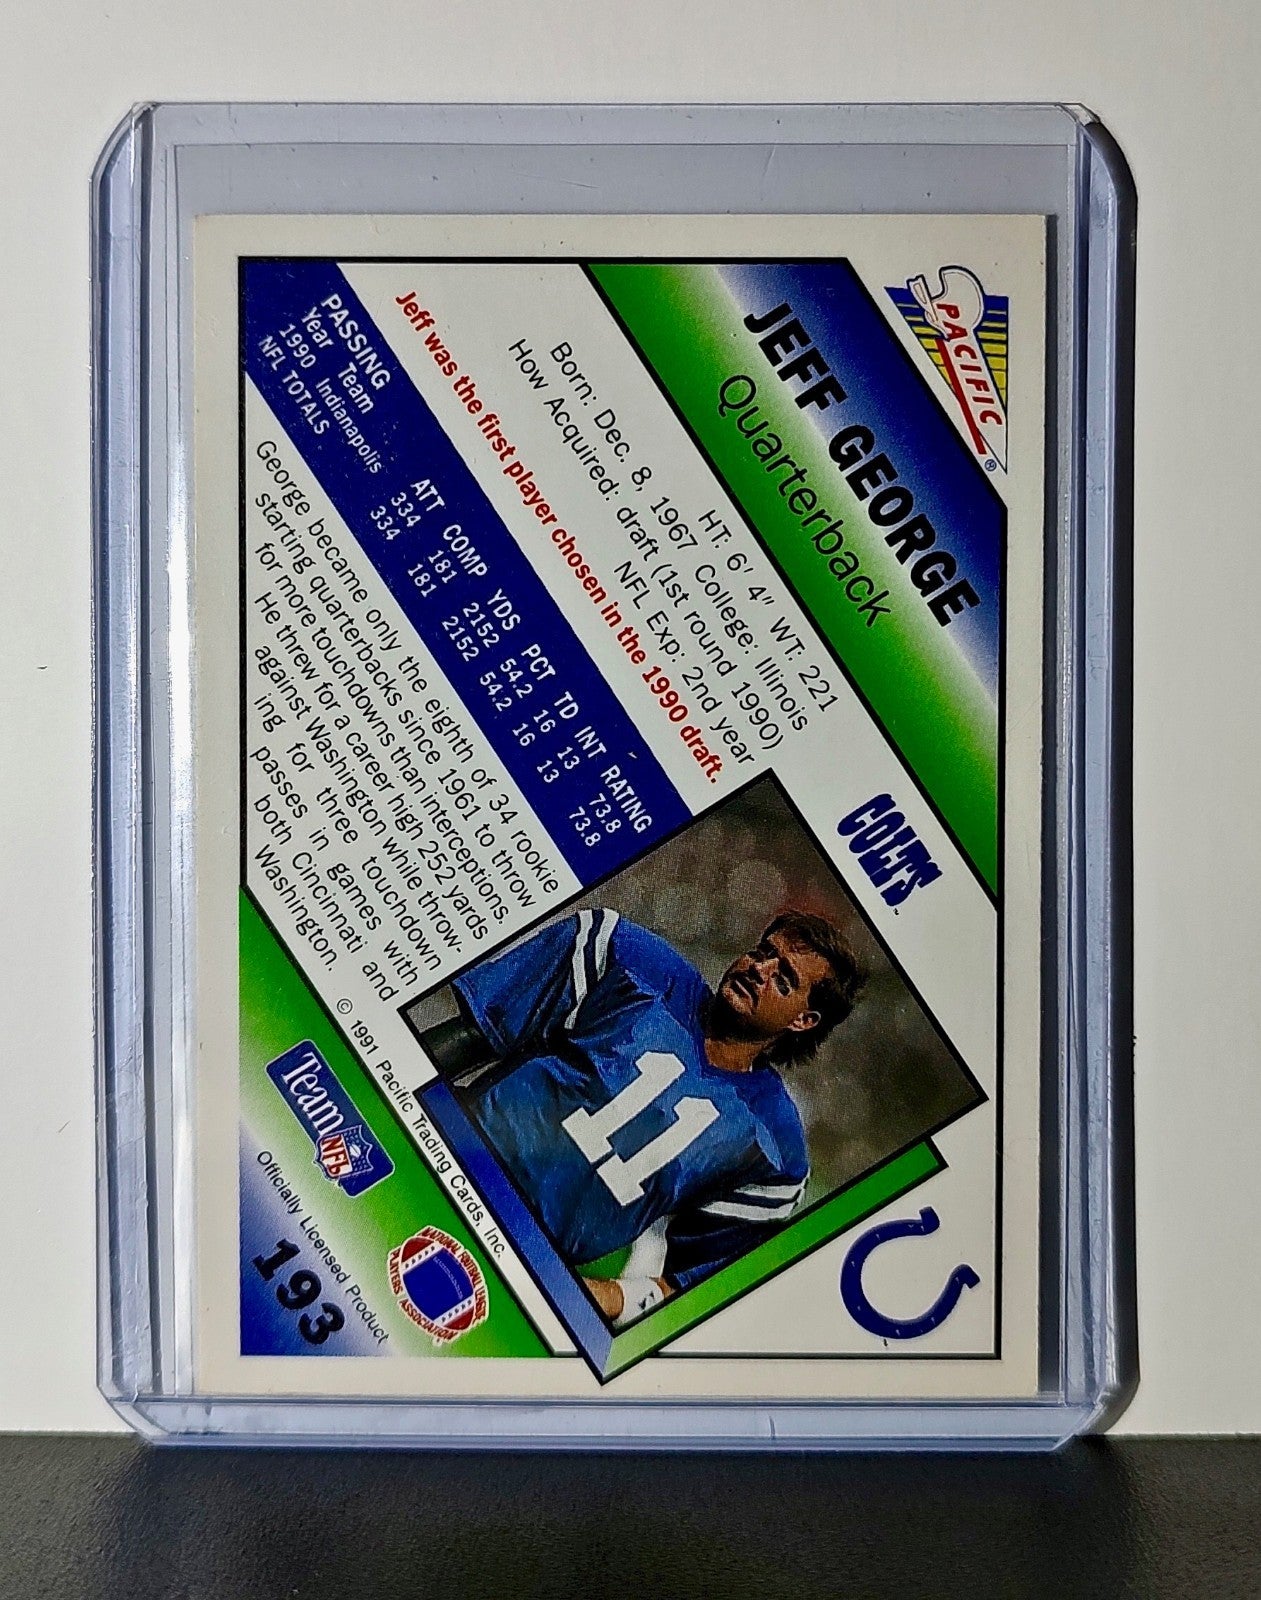 PACIFIC®
JEFF GEORGE
Quarterback
HT: 6' 4" WT: 221
Born: Dec. 8, 1967 College: Illinois
How Acquired: draft (1st round 1990)
NFL Exp: 2nd year
Jeff was the first player chosen in the 1990 draft.
COLTS™
PASSING
Year Team ATT COMP YDS PCT TD INT RATING
1990 Indianapolis 334 181 2152 54.2 16 13 73.8
NFL TOTALS 334 181 2152 54.2 16 13 73.8
George became only the eighth of 34 rookie
starting quarterbacks since 1961 to throw
for more touchdowns than interceptions.
He threw for a career high 252 yards
against Washington while throw-
ing for three touchdown
passes in games with
both Cincinnati and
Washington.
11
© 1991 Pacific Trading Cards, Inc.
Team NFL
NATIONAL FOOTBALL LEAGUE
PLAYERS ASSOCIATION
Officially Licensed Product
193